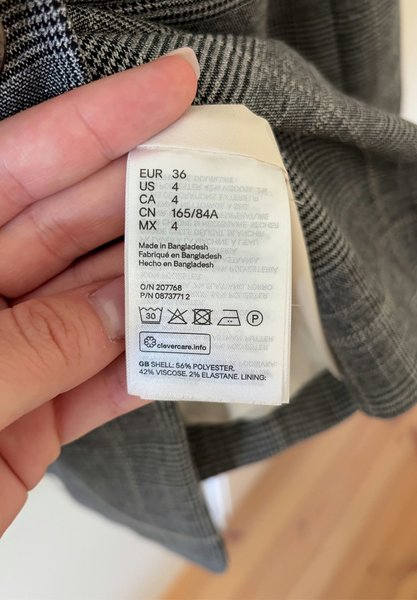 EUR 36
US 4
CA 4
CN 165/84A
MX 4
Made in Bangladesh
Fabriqué en Bangladesh
Hecho en Bangladesh
O/N 207768
P/N 08737712
30
P
clevercare.info
GB SHELL: 56% POLYESTER,
42% VISCOSE, 2% ELASTANE. LINING: